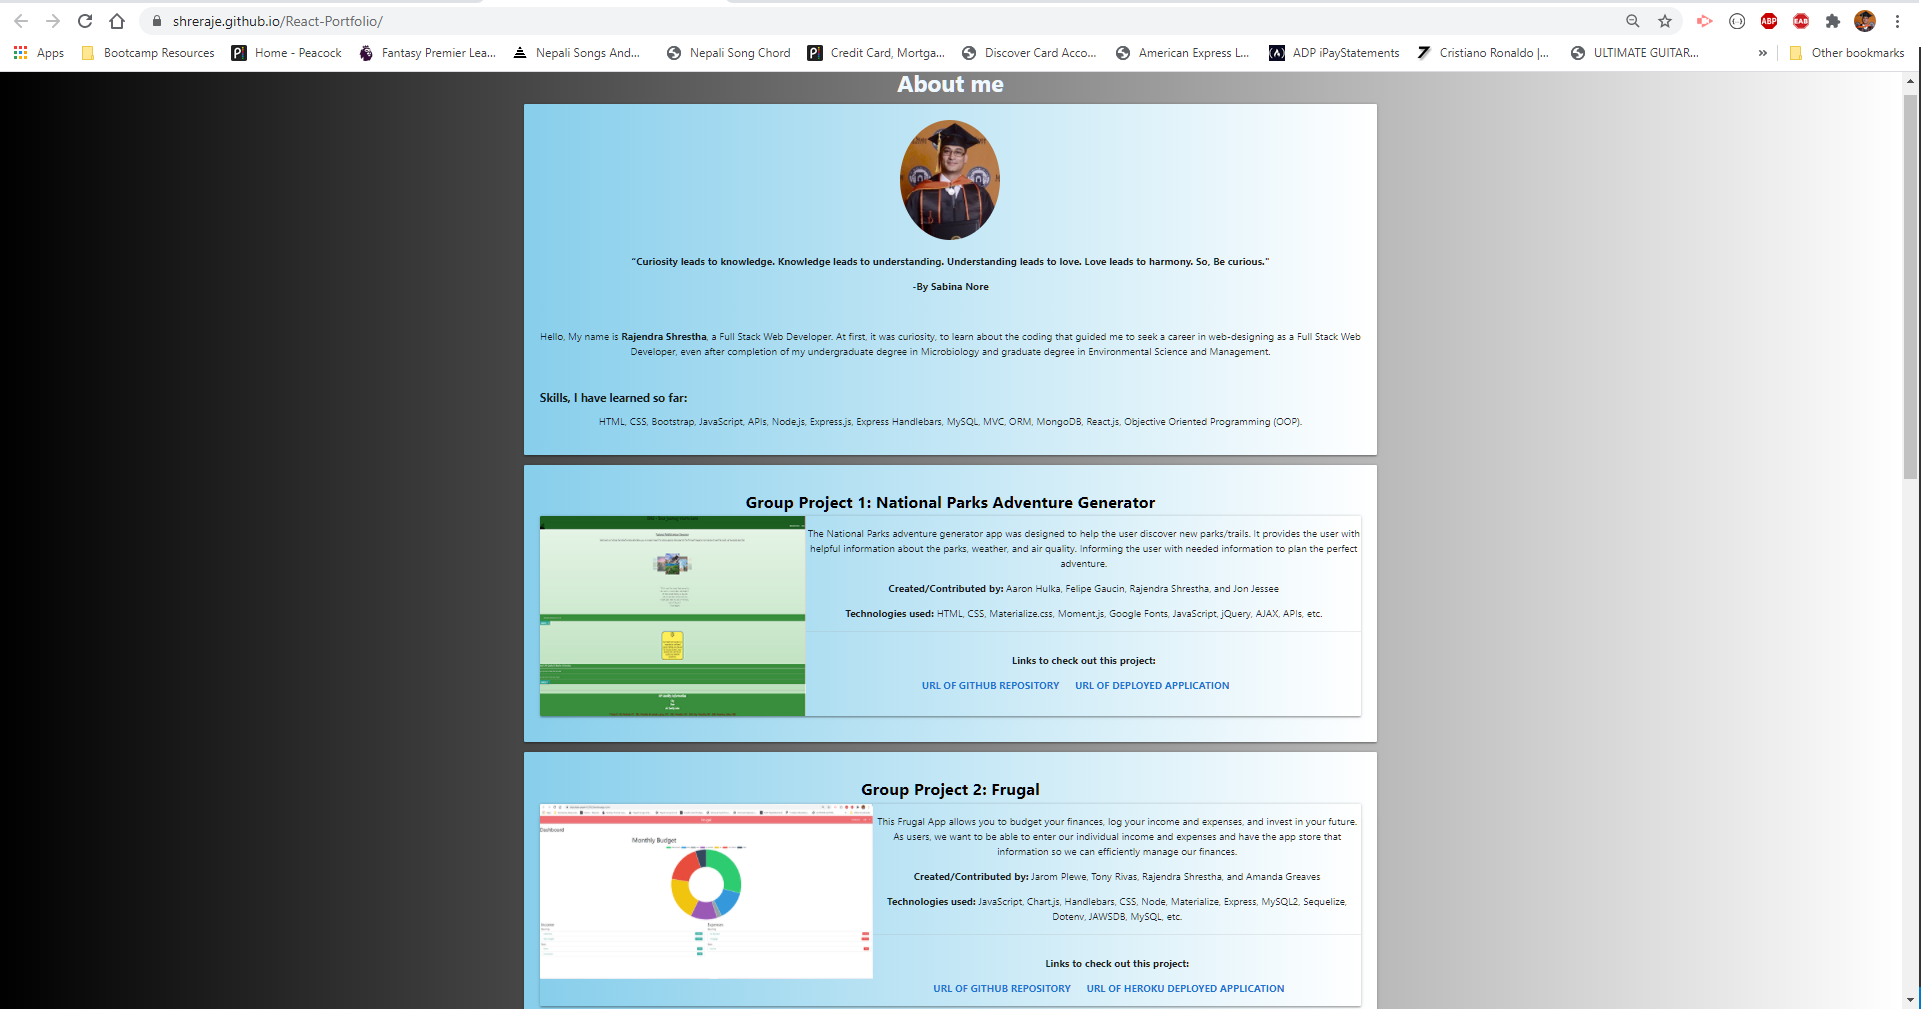 shreraje.github.io/React-Portfolio/
ABP
EAB
Apps
Bootcamp Resources
Home - Peacock
Fantasy Premier Lea...
Nepali Songs And...
Nepali Song Chord
Credit Card, Mortga...
Discover Card Acco...
American Express L...
ADP iPayStatements
Cristiano Ronaldo |...
ULTIMATE GUITAR...
»
Other bookmarks
About me
"Curiosity leads to knowledge. Knowledge leads to understanding. Understanding leads to love. Love leads to harmony. So, Be curious."
-By Sabina Nore
Hello, My name is Rajendra Shrestha, a Full Stack Web Developer. At first, it was curiosity, to learn about the coding that guided me to seek a career in web-designing as a Full Stack Web
Developer, even after completion of my undergraduate degree in Microbiology and graduate degree in Environmental Science and Management.
Skills, I have learned so far:
HTML, CSS, Bootstrap, JavaScript, APIs, Node.js, Express.js, Express Handlebars, MySQL, MVC, ORM, MongoDB, React.js, Objective Oriented Programming (OOP).
Group Project 1: National Parks Adventure Generator
The National Parks adventure generator app was designed to help the user discover new parks/trails. It provides the user with
helpful information about the parks, weather, and air quality. Informing the user with needed information to plan the perfect
adventure.
Created/Contributed by: Aaron Hulka, Felipe Gaucin, Rajendra Shrestha, and Jon Jessee
Technologies used: HTML, CSS, Materialize.css, Moment.js, Google Fonts, JavaScript, jQuery, AJAX, APIs, etc.
Links to check out this project:
URL OF GITHUB REPOSITORY URL OF DEPLOYED APPLICATION
Group Project 2: Frugal
Dashboard
Monthly Budget
Income
Expenses
This Frugal App allows you to budget your finances, log your income and expenses, and invest in your future.
As users, we want to be able to enter our individual income and expenses and have the app store that
information so we can efficiently manage our finances.
Created/Contributed by: Jarom Plewe, Tony Rivas, Rajendra Shrestha, and Amanda Greaves
Technologies used: JavaScript, Chart.js, Handlebars, CSS, Node, Materialize, Express, MySQL2, Sequelize,
Dotenv, JAWSDB, MySQL, etc.
Links to check out this project:
URL OF GITHUB REPOSITORY URL OF HEROKU DEPLOYED APPLICATION